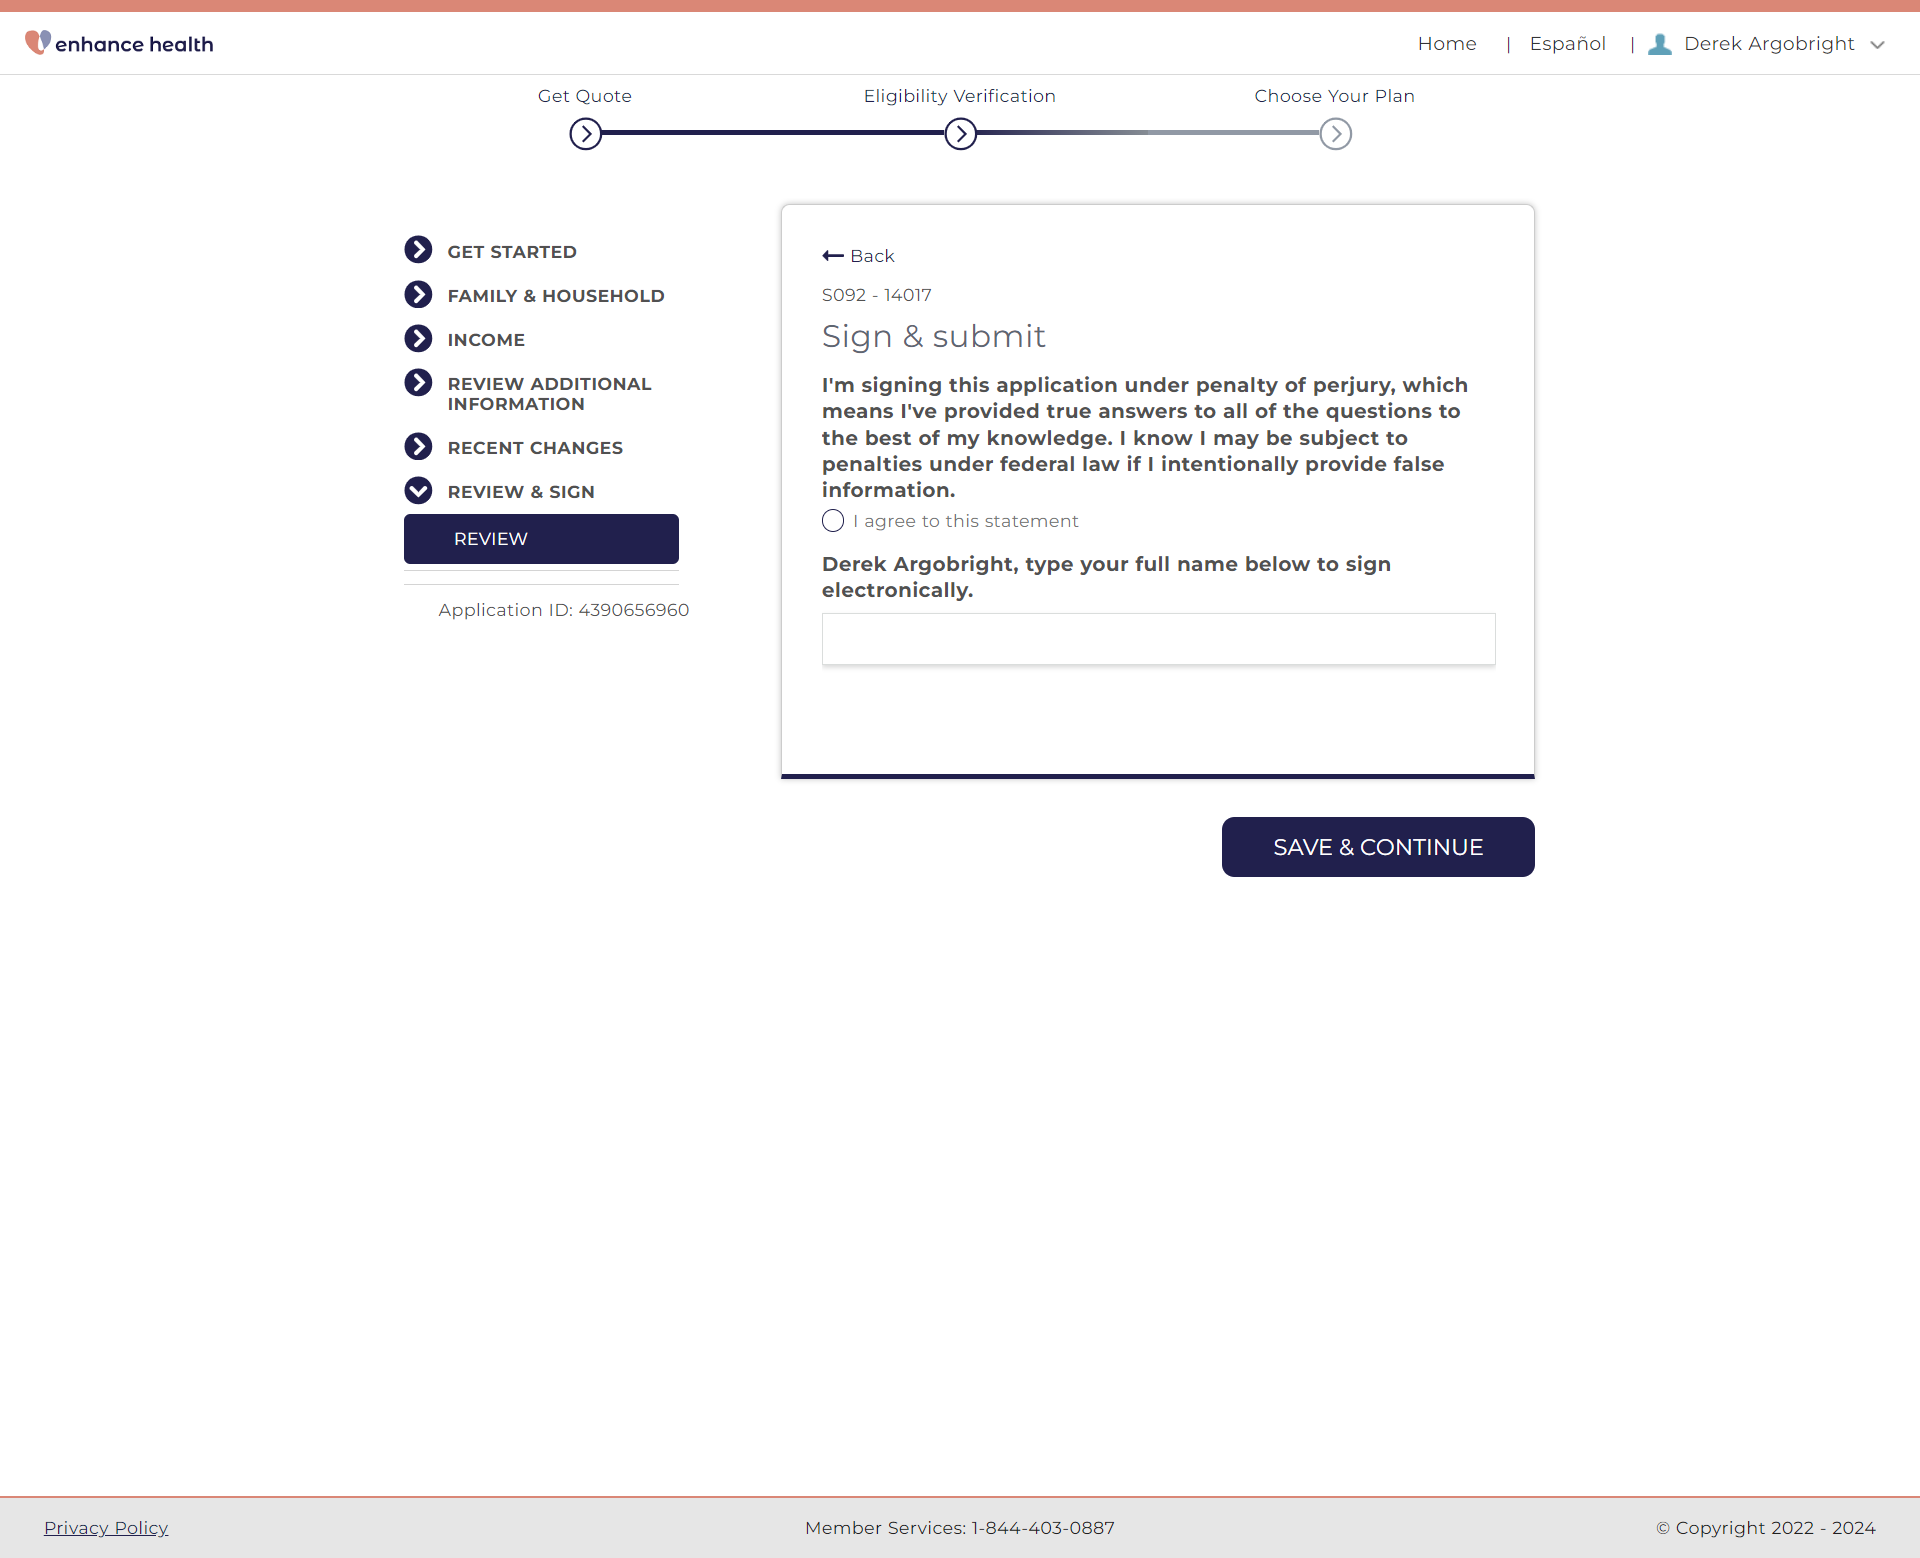 enhance health
Home | Español | Derek Argobright
Get Quote
Eligibility Verification
Choose Your Plan
GET STARTED
FAMILY & HOUSEHOLD
INCOME
REVIEW ADDITIONAL
INFORMATION
RECENT CHANGES
REVIEW & SIGN
REVIEW
Application ID: 4390656960
Back
S092 - 14017
Sign & submit
I'm signing this application under penalty of perjury, which
means I've provided true answers to all of the questions to
the best of my knowledge. I know I may be subject to
penalties under federal law if I intentionally provide false
information.
I agree to this statement
Derek Argobright, type your full name below to sign
electronically.
SAVE & CONTINUE
Privacy Policy
Member Services: 1-844-403-0887
© Copyright 2022 - 2024